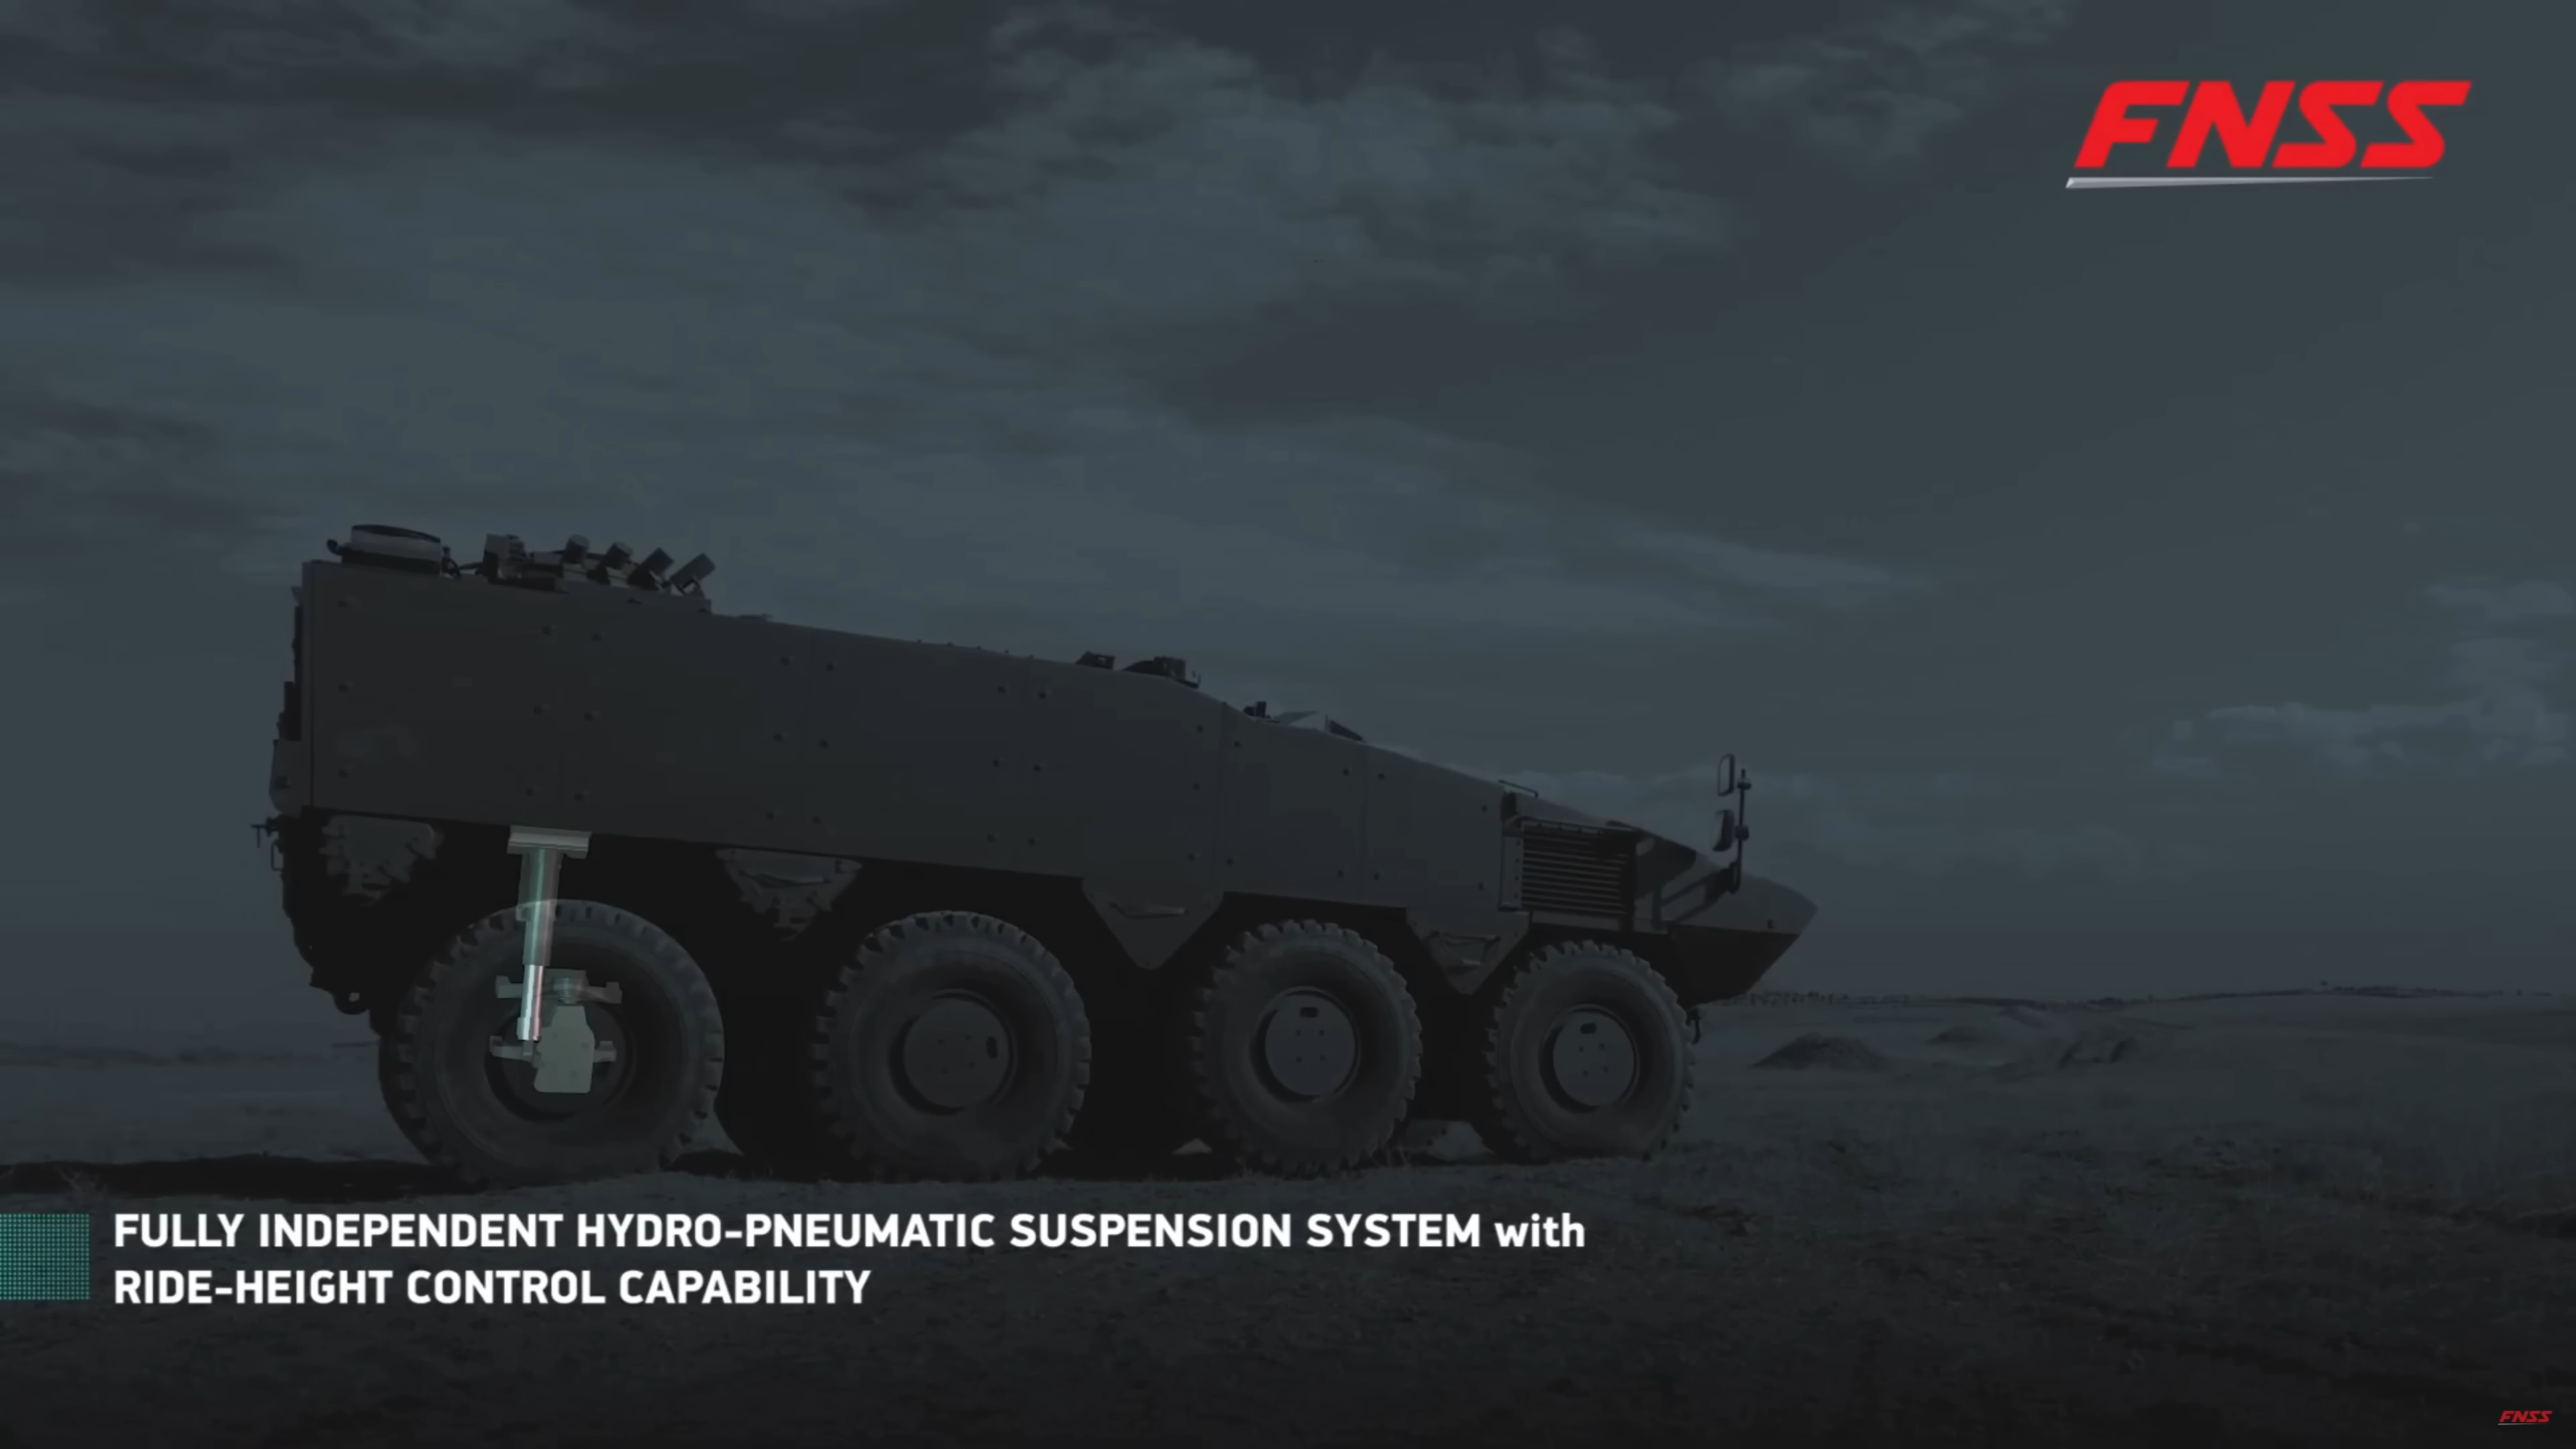 FNSS
FULLY INDEPENDENT HYDRO-PNEUMATIC SUSPENSION SYSTEM with
RIDE-HEIGHT CONTROL CAPABILITY
FNSS